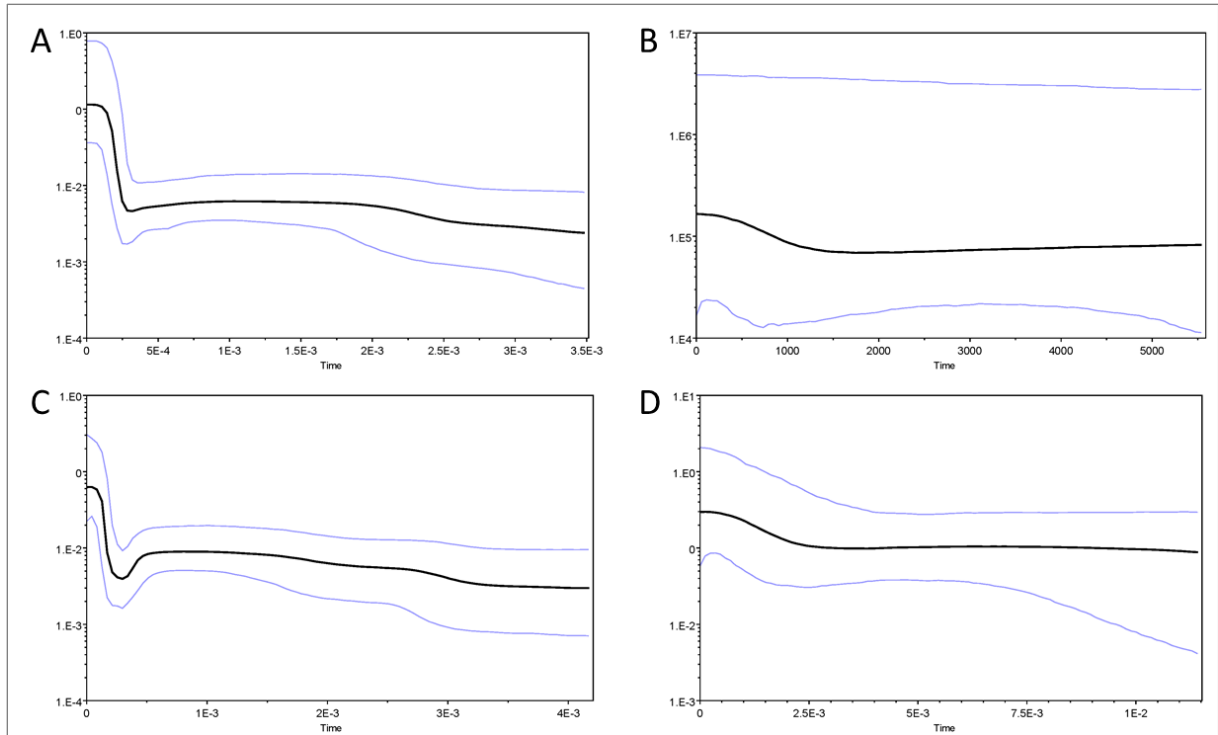 A
1.E0
0
1.E-2
1.E-3
1.E-4
0 5E-4 1E-3 1.5E-3 2E-3 2.5E-3 3E-3 3.5E-3
Time
B
1.E7
1.E6
1.E5
1.E4
0 1000 2000 3000 4000 5000
Time
C
1.E0
0
1.E-2
1.E-3
1.E-4
0 1E-3 2E-3 3E-3 4E-3
Time
D
1.E1
1.E0
0
1.E-2
1.E-3
0 2.5E-3 5E-3 7.5E-3 1E-2
Time